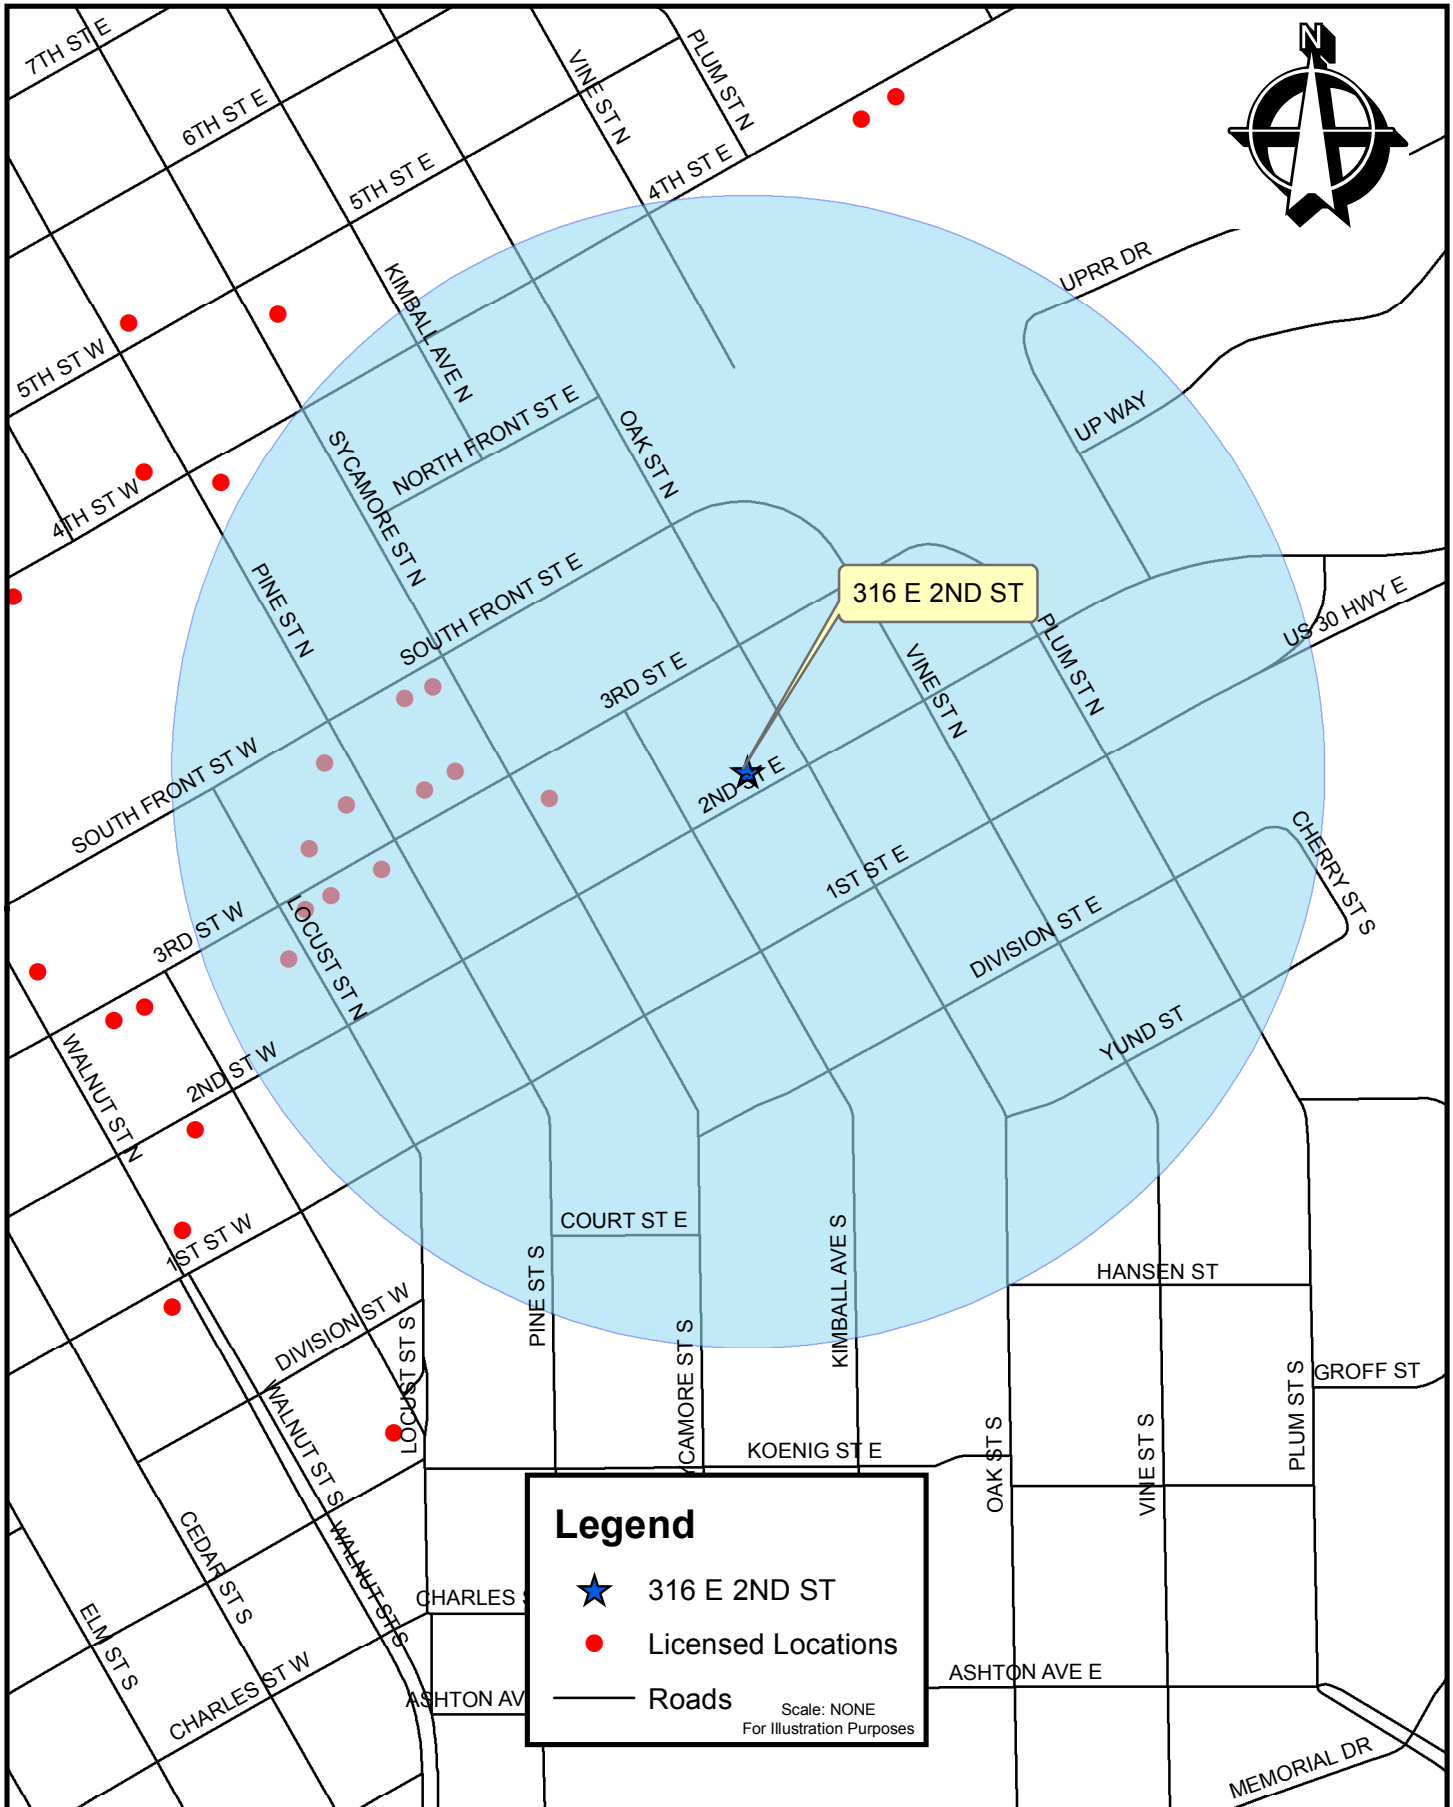 N
7TH ST E
6TH ST E
5TH ST E
VINE ST N
PLUM ST N
4TH ST E
KIMBALL AVE N
UPRR DR
5TH ST W
NORTH FRONT ST E
UP WAY
OAK ST N
SYCAMORE ST N
4TH ST W
PINE ST N
SOUTH FRONT ST E
316 E 2ND ST
US 30 HWY E
PLUM ST N
3RD ST E
VINE ST N
SOUTH FRONT ST W
2ND ST E
CHERRY ST S
1ST ST E
3RD ST W
LOCUST ST N
DIVISION ST E
YUND ST
WALNUT ST N
2ND ST W
COURT ST E
1ST ST W
PINE ST S
KIMBALL AVE S
HANSEN ST
DIVISION ST W
LOCUST ST S
YCAMORE ST S
GROFF ST
PLUM ST S
WALNUT ST S
OAK ST S
VINE ST S
KOENIG ST E
CEDAR ST S
WALNUT ST S
ELM ST S
CHARLES S
CHARLES ST W
ASHTON AV
ASHTON AVE E
MEMORIAL DR
Legend
316 E 2ND ST
Licensed Locations
Roads
Scale: NONE
For Illustration Purposes